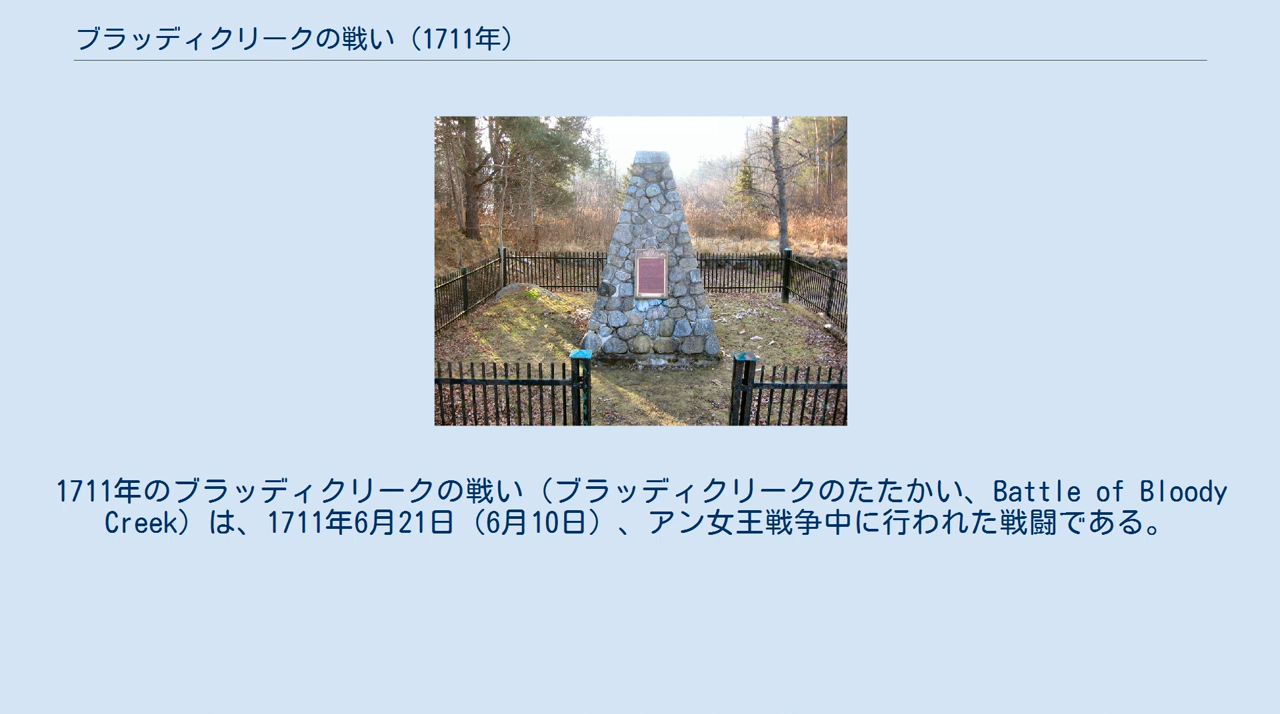 ブラッディクリークの戦い（1711年）
1711年のブラッディクリークの戦い（ブラッディクリークのたたかい、Battle of Bloody
Creek）は、1711年6月21日（6月10日）、アン女王戦争中に行われた戦闘である。